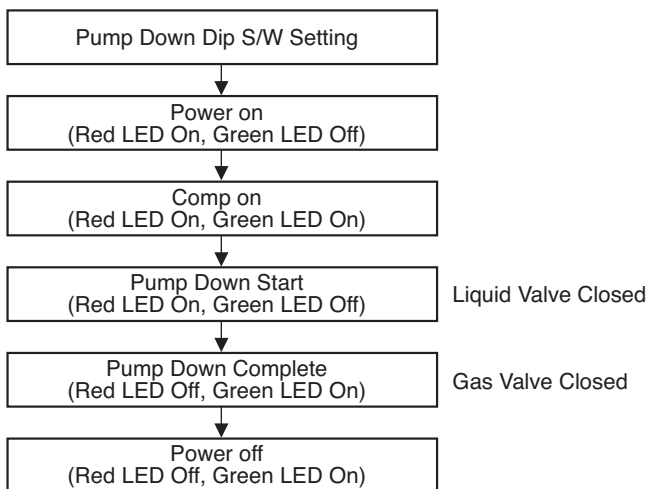 Pump Down Dip S/W Setting
Power on
(Red LED On, Green LED Off)
Comp on
(Red LED On, Green LED On)
Pump Down Start
(Red LED On, Green LED Off)
Liquid Valve Closed
Pump Down Complete
(Red LED Off, Green LED On)
Gas Valve Closed
Power off
(Red LED Off, Green LED On)